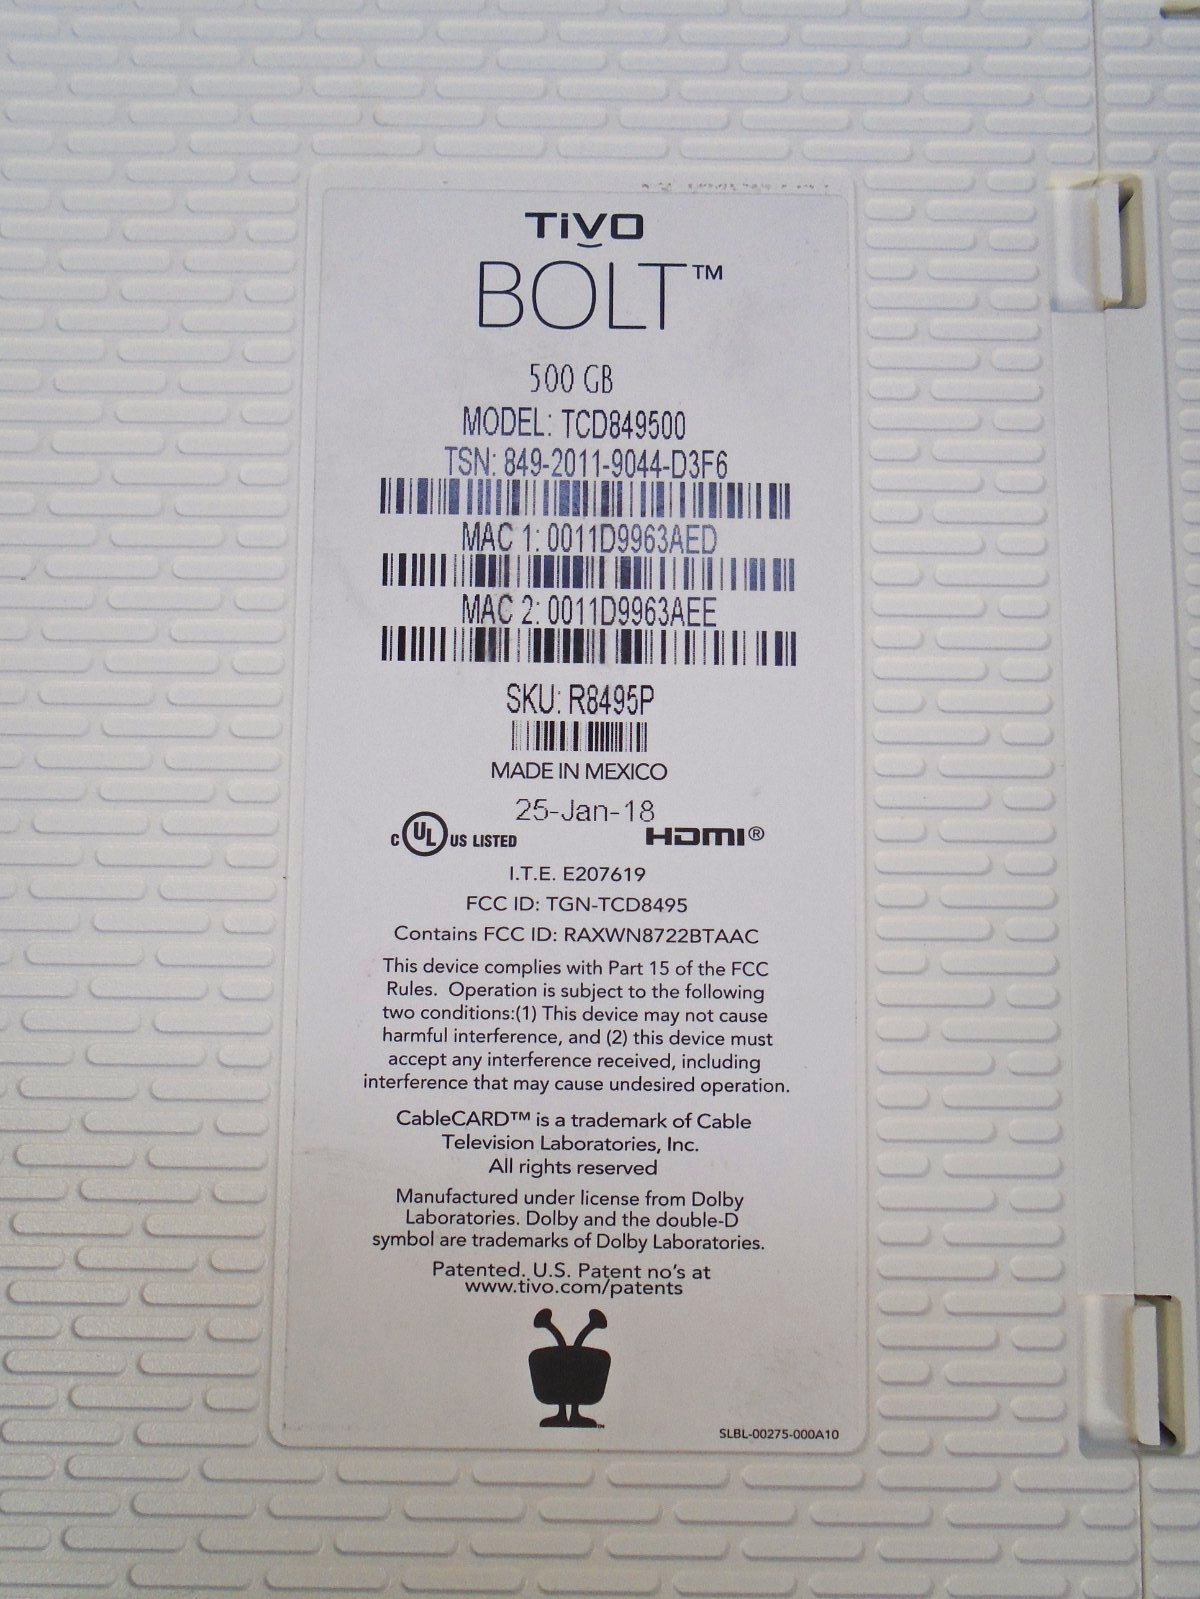 TiVO
BOLT™
500 GB
MODEL: TCD849500
TSN: 849-2011-9044-D3F6
MAC 1: 0011D9963AED
MAC 2: 0011D9963AEE
SKU: R8495P
MADE IN MEXICO
25-Jan-18
C UL US LISTED HDMI®
I.T.E. E207619
FCC ID: TGN-TCD8495
Contains FCC ID: RAXWN8722BTAAC
This device complies with Part 15 of the FCC
Rules. Operation is subject to the following
two conditions:(1) This device may not cause
harmful interference, and (2) this device must
accept any interference received, including
interference that may cause undesired operation.
CableCARD™ is a trademark of Cable
Television Laboratories, Inc.
All rights reserved
Manufactured under license from Dolby
Laboratories. Dolby and the double-D
symbol are trademarks of Dolby Laboratories.
Patented. U.S. Patent no's at
www.tivo.com/patents
SLBL-00275-000A10